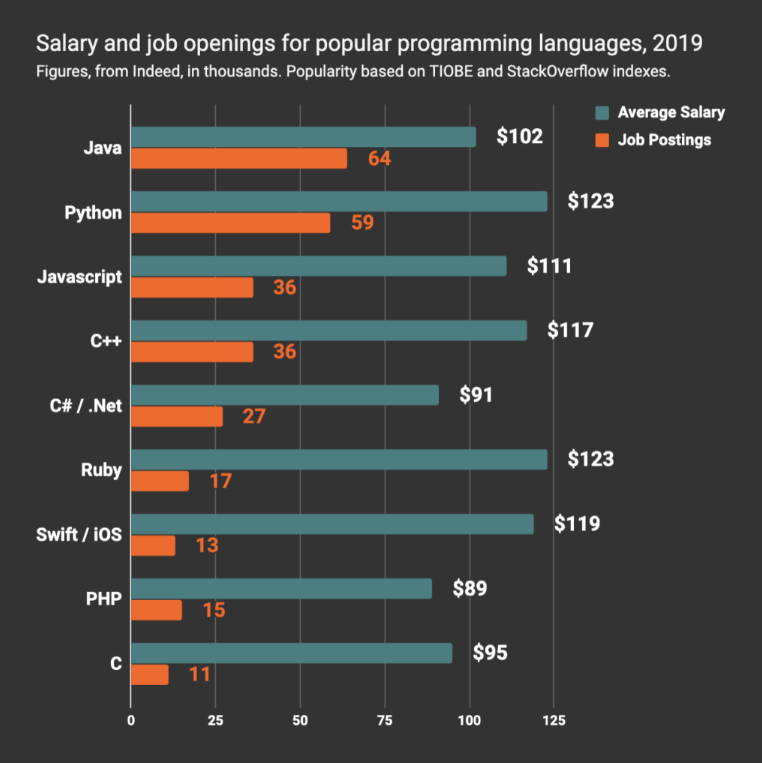 Salary and job openings for popular programming languages, 2019
Figures, from Indeed, in thousands. Popularity based on TIOBE and StackOverflow indexes.
Average Salary
Job Postings
Java
$102
64
Python
$123
59
Javascript
$111
36
C++
$117
36
C# / .Net
$91
27
Ruby
$123
17
Swift / iOS
$119
13
PHP
$89
15
C
$95
11
0 25 50 75 100 125